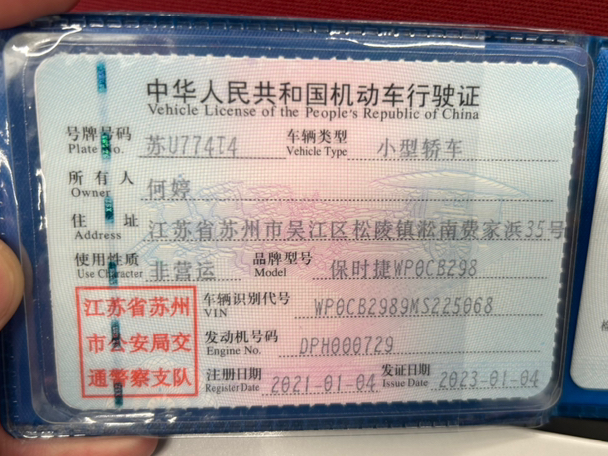 中华人民共和国机动车行驶证
Vehicle License of the People's Republic of China
号牌号码 苏U774T4 车辆类型 小型轿车
Plate No. Vehicle Type
所有人 何婷
Owner
住址 江苏省苏州市吴江区松陵镇淞南费家浜35号
Address
使用性质 非营运 品牌型号 保时捷WP0CB298
Use Character Model
江苏省苏州 车辆识别代号 WP0CB2989MS225068
VIN
市公安局交 发动机号码 DPH000729
Engine No.
通警察支队 注册日期 2021-01-04 发证日期 2023-01-04
Register Date Issue Date